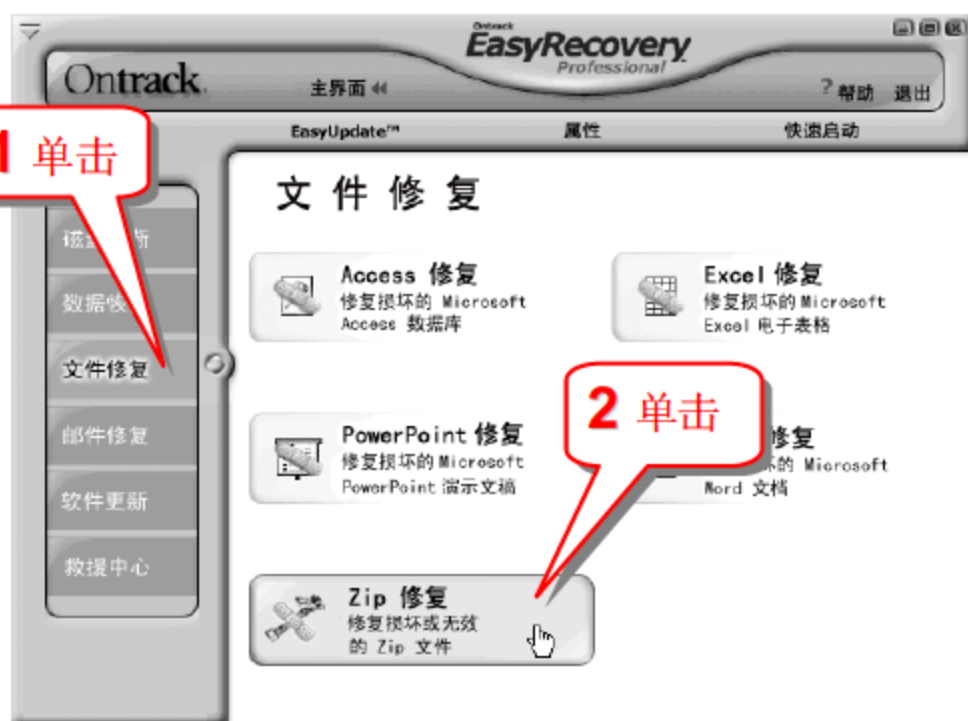 Ontrack
EasyRecovery
Professional
Ontrack
主界面
? 帮助 退出
EasyUpdate™ 属性 快速启动
1 单击
文件修复
数据
文件修复
邮件修复
软件更新
救援中心
Access 修复
修复损坏的 Microsoft
Access 数据库
Excel 修复
修复损坏的 Microsoft
Excel 电子表格
2 单击
PowerPoint 修复
修复损坏的 Microsoft
PowerPoint 演示文稿
修复
的 Microsoft
Word 文档
Zip 修复
修复损坏或无效
的 Zip 文件